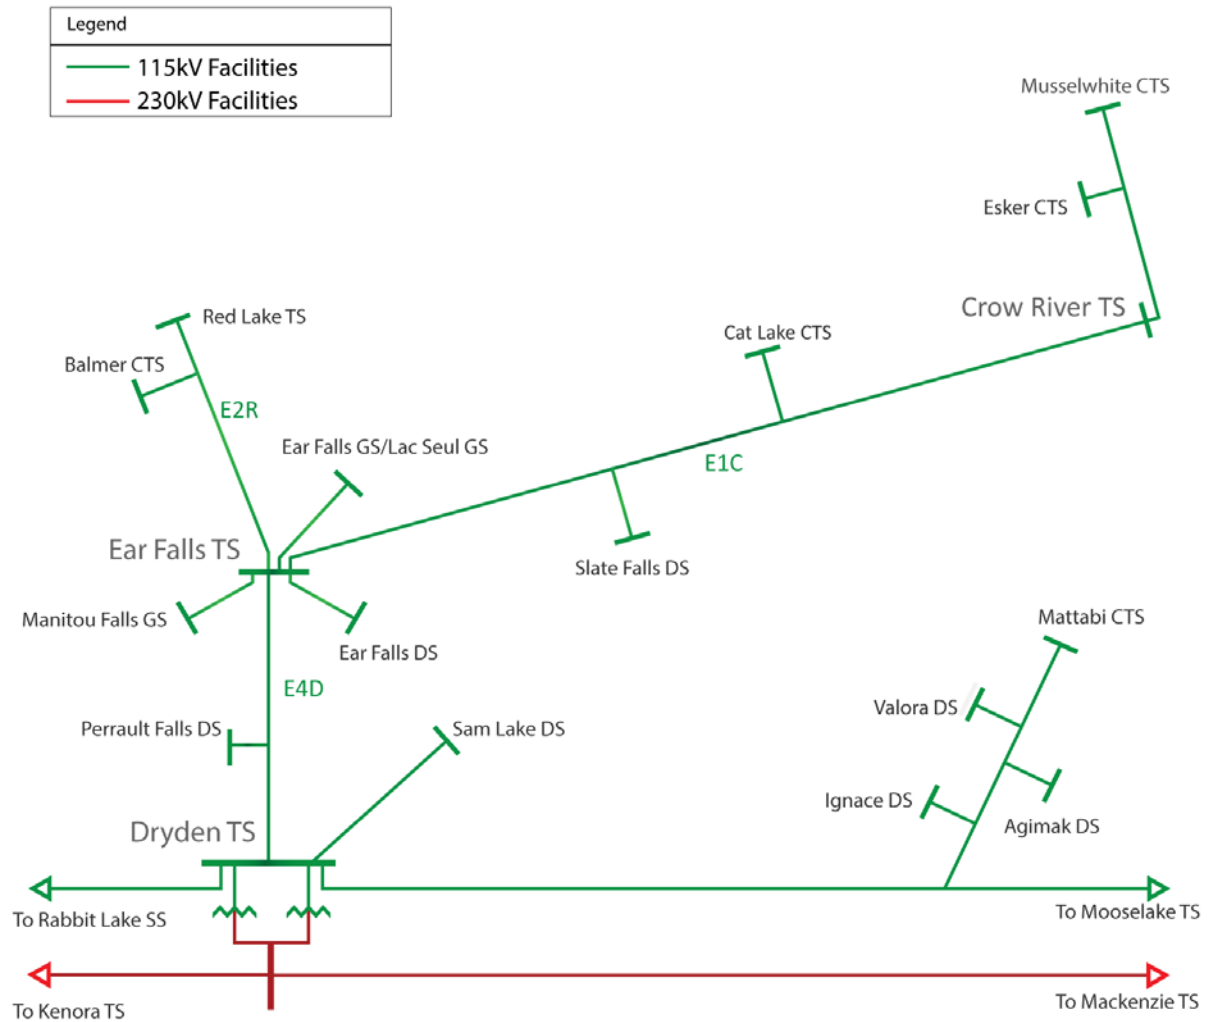 Legend
115kV Facilities
230kV Facilities
Musselwhite CTS
Esker CTS
Crow River TS
Red Lake TS
Cat Lake CTS
Balmer CTS
E2R
Ear Falls GS/Lac Seul GS
E1C
Ear Falls TS
Slate Falls DS
Manitou Falls GS
Mattabi CTS
Ear Falls DS
E4D
Valora DS
Perrault Falls DS
Sam Lake DS
Ignace DS
Agimak DS
Dryden TS
To Rabbit Lake SS
To Mooselake TS
To Kenora TS
To Mackenzie TS